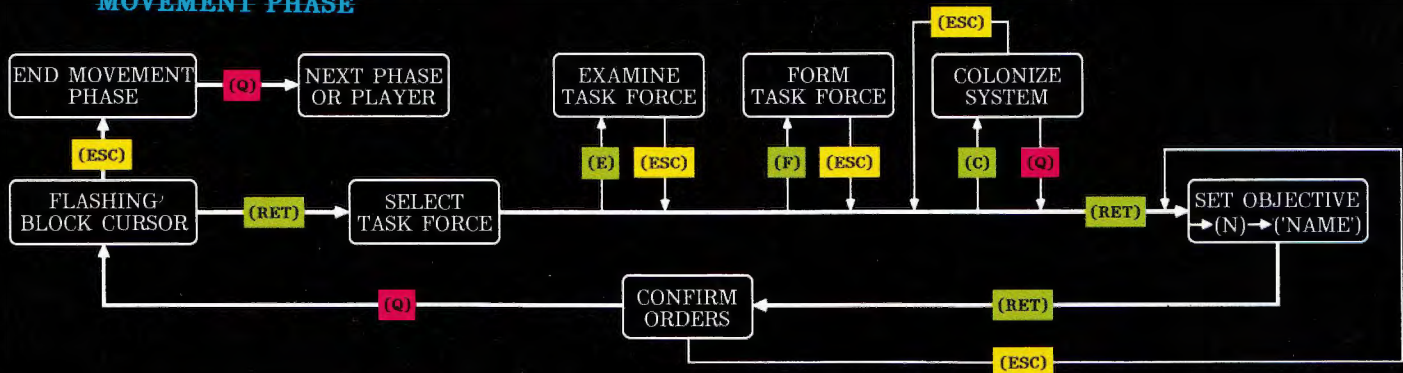 MOVEMENT PHASE
(ESC)
END MOVEMENT
PHASE
(Q)
NEXT PHASE
OR PLAYER
EXAMINE
TASK FORCE
FORM
TASK FORCE
COLONIZE
SYSTEM
(ESC)
(E)
(ESC)
(F)
(ESC)
(C)
(Q)
FLASHING
BLOCK CURSOR
(RET)
SELECT
TASK FORCE
(RET)
SET OBJECTIVE
→(N)→('NAME')
(Q)
CONFIRM
ORDERS
(RET)
(ESC)